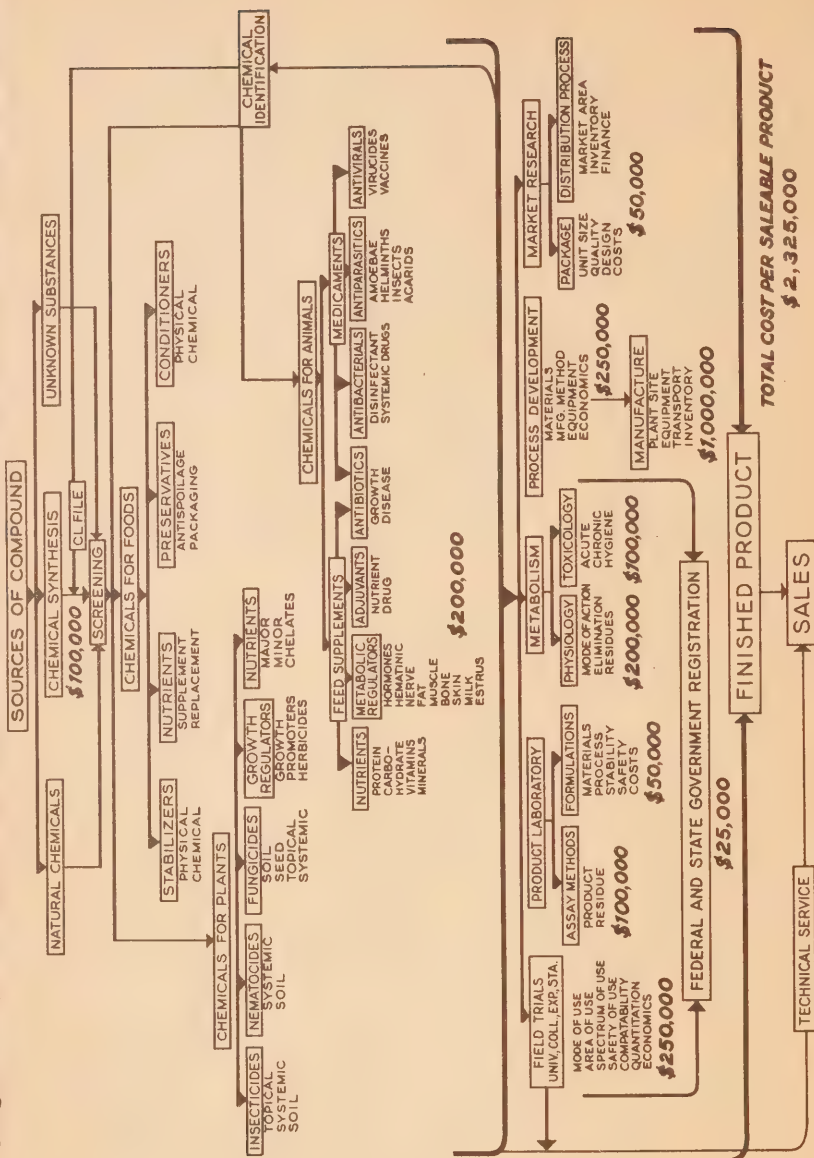 SOURCES OF COMPOUND
NATURAL CHEMICALS
CHEMICAL SYNTHESIS
UNKNOWN SUBSTANCES
$100,000
CL FILE
SCREENING
CHEMICAL
IDENTIFICATION
CHEMICALS FOR FOODS
STABILIZERS
PHYSICAL
CHEMICAL
NUTRIENTS
SUPPLEMENT
REPLACEMENT
PRESERVATIVES
ANTISPOILAGE
PACKAGING
CONDITIONERS
PHYSICAL
CHEMICAL
CHEMICALS FOR PLANTS
INSECTICIDES
TOPICAL
SYSTEMIC
SOIL
NEMATOCIDES
SYSTEMIC
SOIL
FUNGICIDES
SOIL
SEED
TOPICAL
SYSTEMIC
GROWTH
REGULATORS
GROWTH
PROMOTERS
HERBICIDES
NUTRIENTS
MAJOR
MINOR
CHELATES
CHEMICALS FOR ANIMALS
FEED SUPPLEMENTS
MEDICAMENTS
NUTRIENTS
PROTEIN
CARBO-
HYDRATE
VITAMINS
MINERALS
METABOLIC
REGULATORS
HORMONES
HEMATINIC
NERVE
FAT
MUSCLE
BONE
SKIN
MILK
ESTRUS
ADJUVANTS
NUTRIENT
DRUG
ANTIBIOTICS
GROWTH
DISEASE
ANTIBACTERIALS
DISINFECTANT
SYSTEMIC DRUGS
ANTIPARASITICS
AMOEBAE
HELMINTHS
INSECTS
ACARIDS
ANTIVIRALS
VIRUCIDES
VACCINES
$200,000
FIELD TRIALS
UNIV., COLL., EXP. STA.
MODE OF USE
AREA OF USE
SPECTRUM OF USE
SAFETY OF USE
COMPATABILITY
QUANTITATION
ECONOMICS
$250,000
PRODUCT LABORATORY
ASSAY METHODS
PRODUCT
RESIDUE
$100,000
FORMULATIONS
MATERIALS
PROCESS
STABILITY
SAFETY
COSTS
$50,000
METABOLISM
PHYSIOLOGY
MODE OF ACTION
ELIMINATION
RESIDUES
$200,000
TOXICOLOGY
ACUTE
CHRONIC
HYGIENE
$100,000
PROCESS DEVELOPMENT
MATERIALS
MFG. METHOD
EQUIPMENT
ECONOMICS
$250,000
MANUFACTURE
PLANT SITE
EQUIPMENT
TRANSPORT
INVENTORY
$1,000,000
MARKET RESEARCH
PACKAGE
UNIT SIZE
QUALITY
DESIGN
COSTS
DISTRIBUTION PROCESS
MARKET AREA
INVENTORY
FINANCE
$50,000
FEDERAL AND STATE GOVERNMENT REGISTRATION
$25,000
FINISHED PRODUCT
TOTAL COST PER SALEABLE PRODUCT
$2,325,000
TECHNICAL SERVICE
SALES